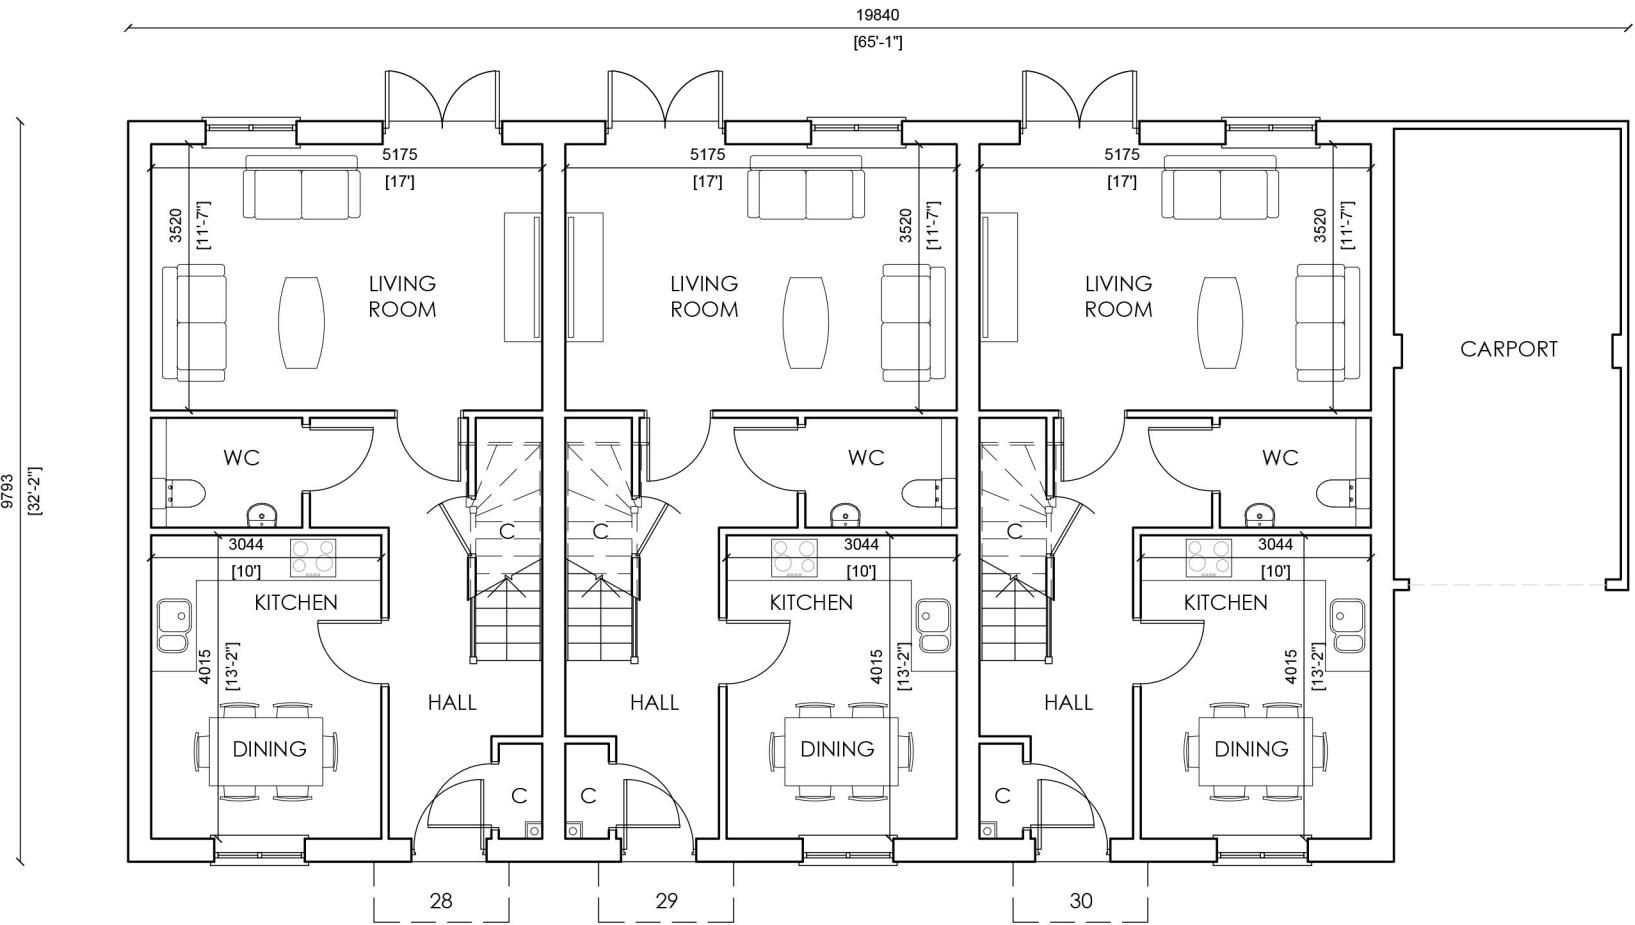 19840
[65'-1"]
5175
[17']
5175
[17']
5175
[17']
3520
[11'-7"]
3520
[11'-7"]
3520
[11'-7"]
LIVING
ROOM
LIVING
ROOM
LIVING
ROOM
CARPORT
9793
[32'-2"]
WC
WC
WC
C
C
C
3044
[10']
3044
[10']
3044
[10']
KITCHEN
KITCHEN
KITCHEN
4015
[13'-2"]
4015
[13'-2"]
4015
[13'-2"]
HALL
HALL
HALL
DINING
DINING
DINING
C
C
C
28
29
30